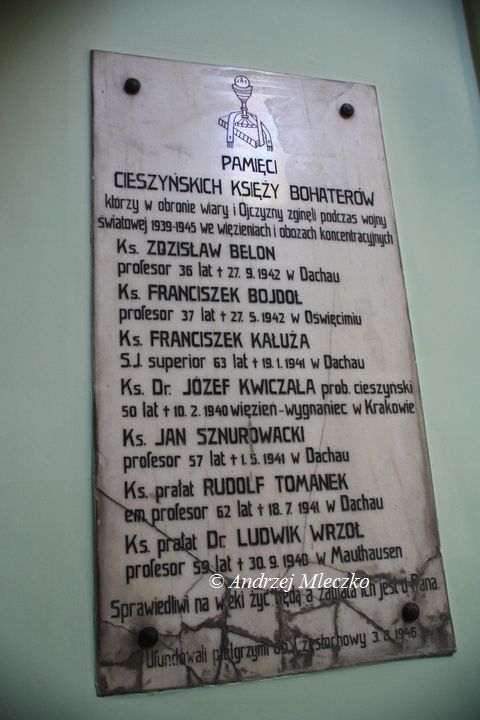 PAMIĘCI
CIESZYŃSKICH KSIĘŻY BOHATERÓW
którzy w obronie wiary i Ojczyzny zginęli podczas wojny
światowej 1939-1945 we więzieniach i obozach koncentracyjnych
Ks. ZDZISŁAW BELON
profesor 36 lat † 27. 9. 1942 w Dachau
Ks. FRANCISZEK BOJDOŁ
profesor 37 lat † 27. 5. 1942 w Oświęcimiu
Ks. FRANCISZEK KAŁUŻA
S.J. superior 63 lat † 19. 1. 1941 w Dachau
Ks. Dr. JÓZEF KWICZAŁA prob. cieszyński
50 lat † 10. 2. 1940 więzień-wygnaniec w Krakowie
Ks. JAN SZNUROWACKI
profesor 57 lat † 1. 5. 1941 w Dachau
Ks. prałat RUDOLF TOMANEK
em. profesor 62 lat † 18. 7. 1941 w Dachau
Ks. prałat Dr. LUDWIK WRZOŁ
profesor 59 lat † 30. 9. 1940 w Mauthausen
© Andrzej Mleczko
Sprawiedliwi na wieki żyć będą a zapłata ich jest u Pana.
Ufundowali pielgrzymi do Częstochowy 3. 8. 1946.